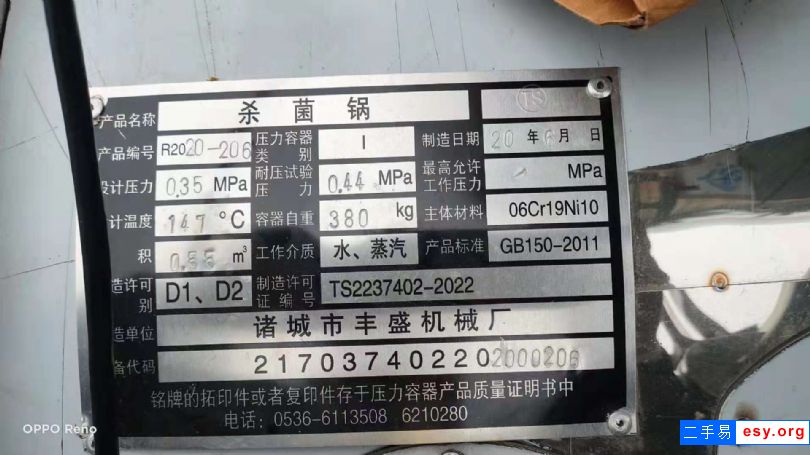 产品名称 杀菌锅 TS
产品编号 R2020-206 压力容器类别 I 制造日期 20 年6月 日
设计压力 0.35 MPa 耐压试验压力 0.44 MPa 最高允许工作压力 MPa
计温度 147 ℃ 容器自重 380 kg 主体材料 06Cr19Ni10
积 m³ 工作介质 水、蒸汽 产品标准 GB150-2011
造许可 别 D1、D2 制造许可证编号 TS2237402-2022
造单位 诸城市丰盛机械厂
备代码 217037402202000206
铭牌的拓印件或者复印件存于压力容器产品质量证明书中
电话: 0536-6113508 6210280
OPPO Reno
二手易 esy.org